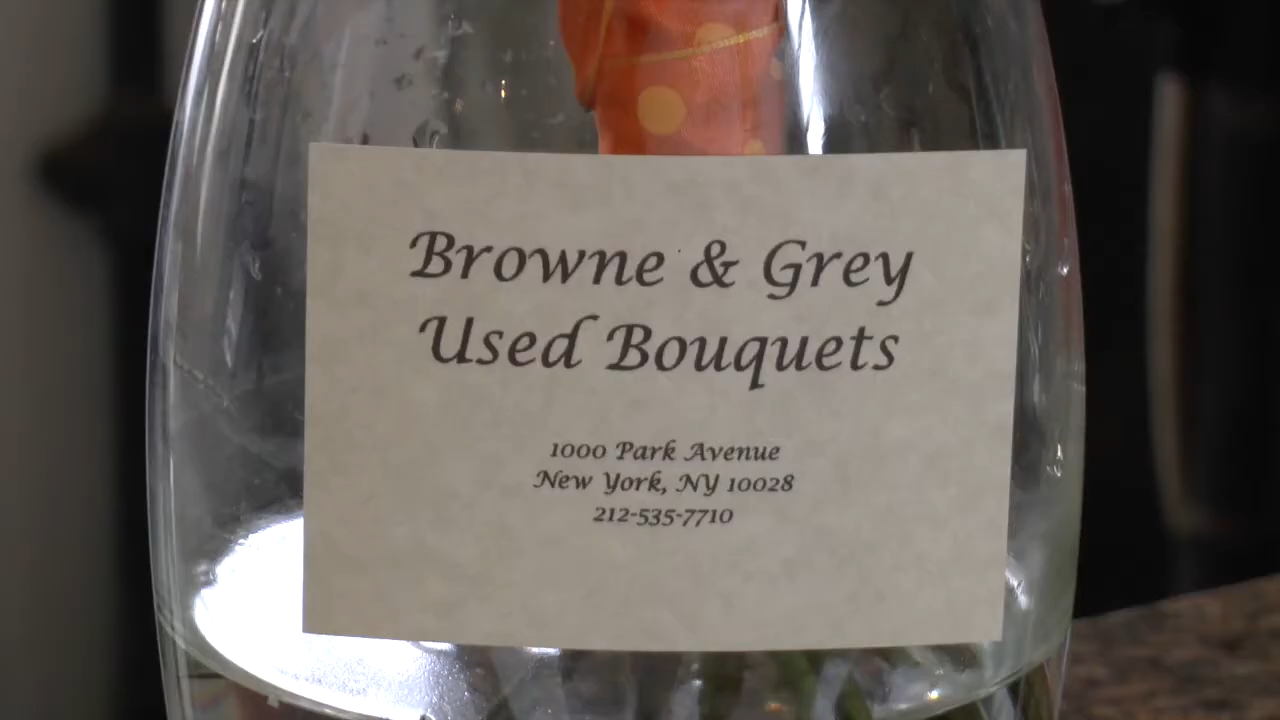 Browne & Grey
Used Bouquets
1000 Park Avenue
New York, NY 10028
212-535-7710